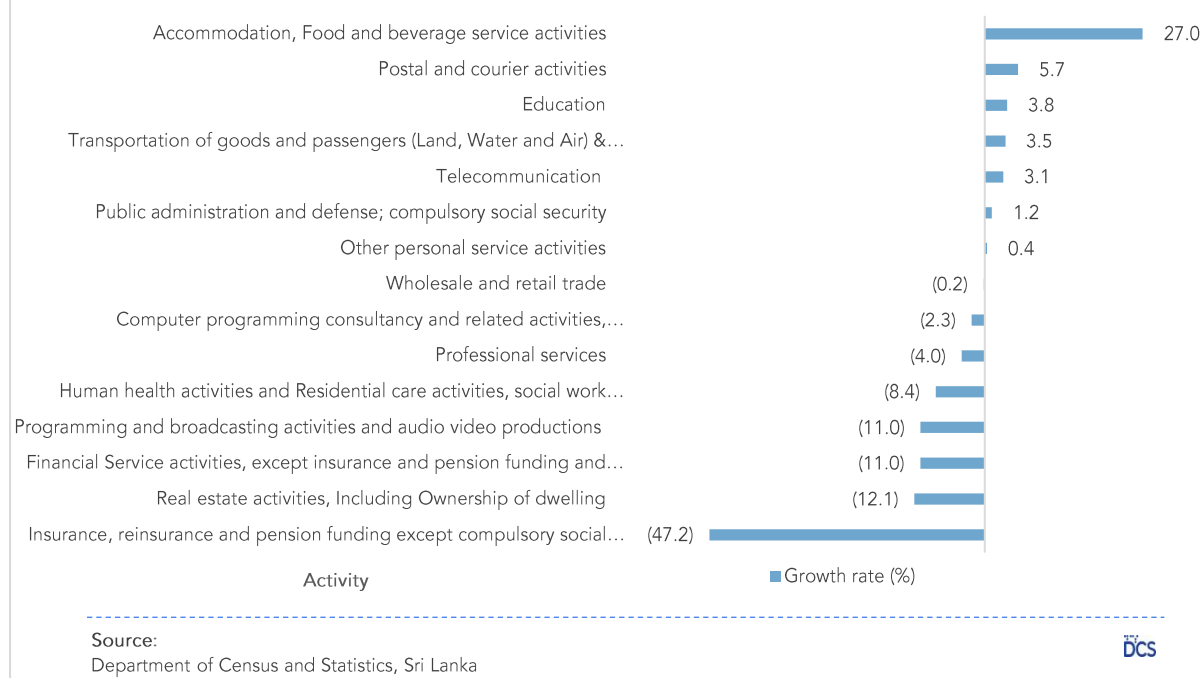 Accommodation, Food and beverage service activities 27.0
Postal and courier activities 5.7
Education 3.8
Transportation of goods and passengers (Land, Water and Air) &... 3.5
Telecommunication 3.1
Public administration and defense; compulsory social security 1.2
Other personal service activities 0.4
Wholesale and retail trade (0.2)
Computer programming consultancy and related activities,... (2.3)
Professional services (4.0)
Human health activities and Residential care activities, social work... (8.4)
Programming and broadcasting activities and audio video productions (11.0)
Financial Service activities, except insurance and pension funding and... (11.0)
Real estate activities, Including Ownership of dwelling (12.1)
Insurance, reinsurance and pension funding except compulsory social... (47.2)
Activity Growth rate (%)
Source:
Department of Census and Statistics, Sri Lanka
DCS